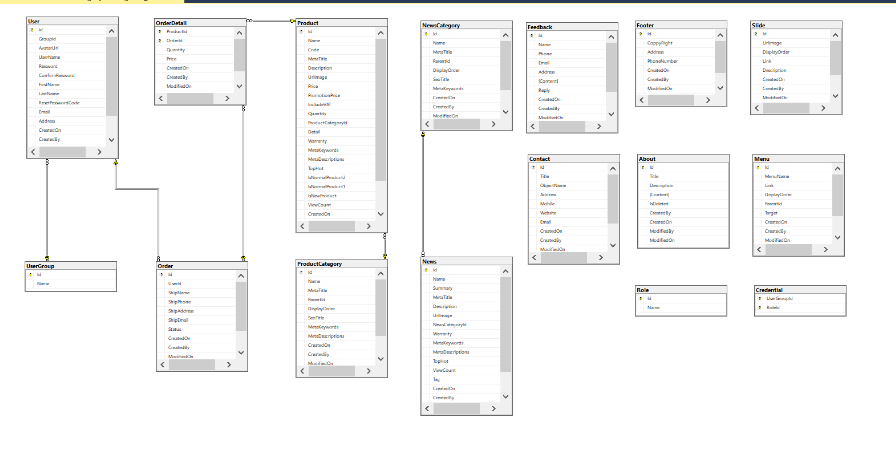 User
Id
GroupId
AvatarUrl
UserName
Password
ConfirmPassword
FirstName
LastName
ResetPasswordCode
Email
Address
CreatedOn
CreatedBy
OrderDetail
ProductId
OrderId
Quantity
Price
CreatedOn
CreatedBy
ModifiedOn
Product
Id
Name
Code
MetaTitle
Description
UrlImage
Price
PromotionPrice
IncludeVAT
Quantity
ProductCategoryId
Detail
Warranty
MetaKeywords
MetaDescriptions
TopHot
IsNewProduct
ViewCount
CreatedOn
NewsCategory
Id
Name
MetaTitle
ParentId
DisplayOrder
SeoTitle
MetaKeywords
CreatedOn
CreatedBy
ModifiedOn
Feedback
Id
Name
Phone
Email
Address
[Content]
Reply
CreatedOn
CreatedBy
ModifiedOn
Footer
Id
CoppyRight
Address
PhoneNumber
CreatedOn
CreatedBy
ModifiedOn
Slide
Id
UrlImage
DisplayOrder
Link
Description
CreatedOn
CreatedBy
ModifiedOn
Contact
Id
Title
ObjectName
Address
Mobile
Website
Email
CreatedOn
CreatedBy
ModifiedOn
About
Id
Title
Description
[Content]
IsDeleted
CreatedBy
CreatedOn
ModifiedBy
ModifiedOn
Menu
Id
MenuName
Link
DisplayOrder
ParentId
Target
CreatedOn
CreatedBy
ModifiedOn
UserGroup
Id
Name
Order
Id
UserId
ShipName
ShipPhone
ShipAddress
ShipEmail
Status
CreatedOn
CreatedBy
ModifiedOn
ProductCategory
Id
Name
MetaTitle
ParentId
DisplayOrder
SeoTitle
MetaKeywords
MetaDescriptions
CreatedOn
CreatedBy
ModifiedOn
News
Id
Name
Summary
MetaTitle
Description
UrlImage
NewsCategoryId
Warranty
MetaKeywords
MetaDescriptions
TopHot
ViewCount
Tag
CreatedOn
CreatedBy
Role
Id
Name
Credential
UserGroupId
RoleId